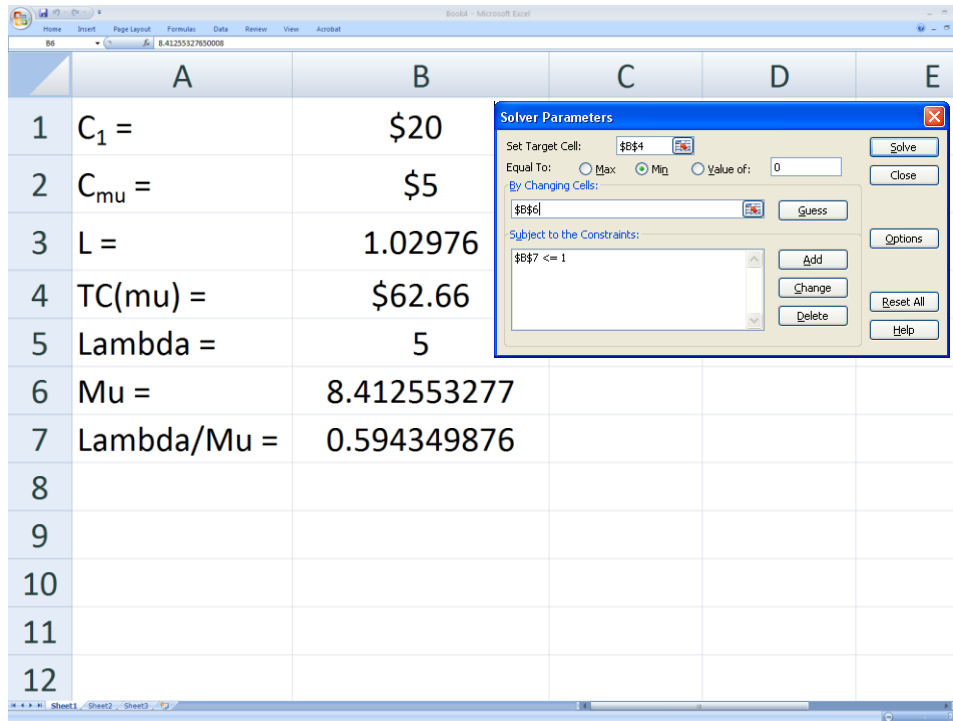 Book4 - Microsoft Excel
Home Insert Page Layout Formulas Data Review View Acrobat
B6 fx 8.41255327650008
A B C D E
1 C1 = $20
2 Cmu = $5
3 L = 1.02976
4 TC(mu) = $62.66
5 Lambda = 5
6 Mu = 8.412553277
7 Lambda/Mu = 0.594349876
8
9
10
11
12
Solver Parameters
Set Target Cell: $B$4 Solve
Equal To: Max Min Value of: 0 Close
By Changing Cells:
$B$6 Guess
Subject to the Constraints: Options
$B$7 <= 1 Add
Change
Reset All
Delete
Help
Sheet1 Sheet2 Sheet3